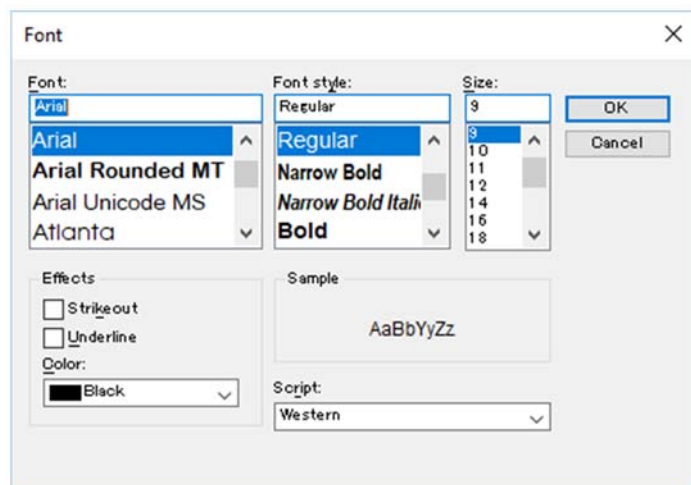 Font
Font:
Font style:
Size:
Arial
Regular
9
OK
Cancel
Arial
Arial Rounded MT
Arial Unicode MS
Atlanta
Regular
Narrow Bold
Narrow Bold Itali
Bold
9
10
11
12
14
16
18
Effects
Strikeout
Underline
Color:
Black
Sample
AaBbYyZz
Script:
Western